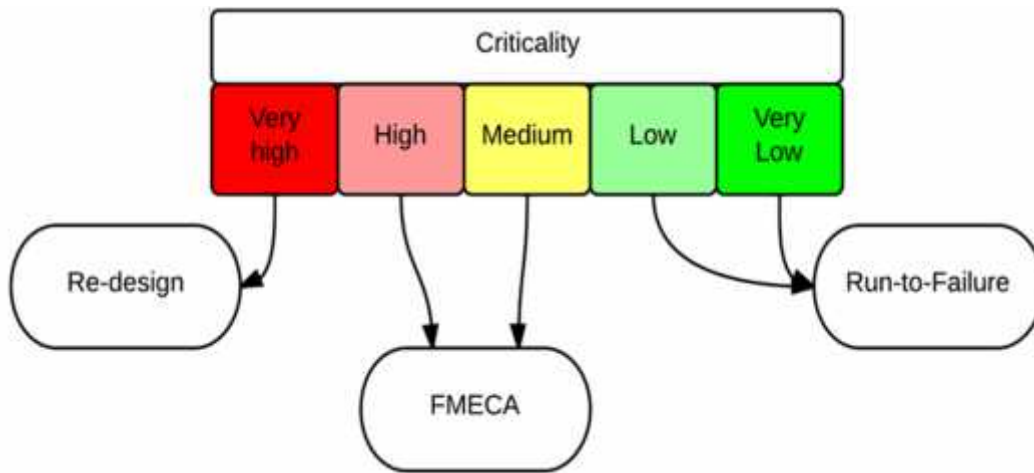 Criticality
Very
high
High
Medium
Low
Very
Low
Re-design
Run-to-Failure
FMECA